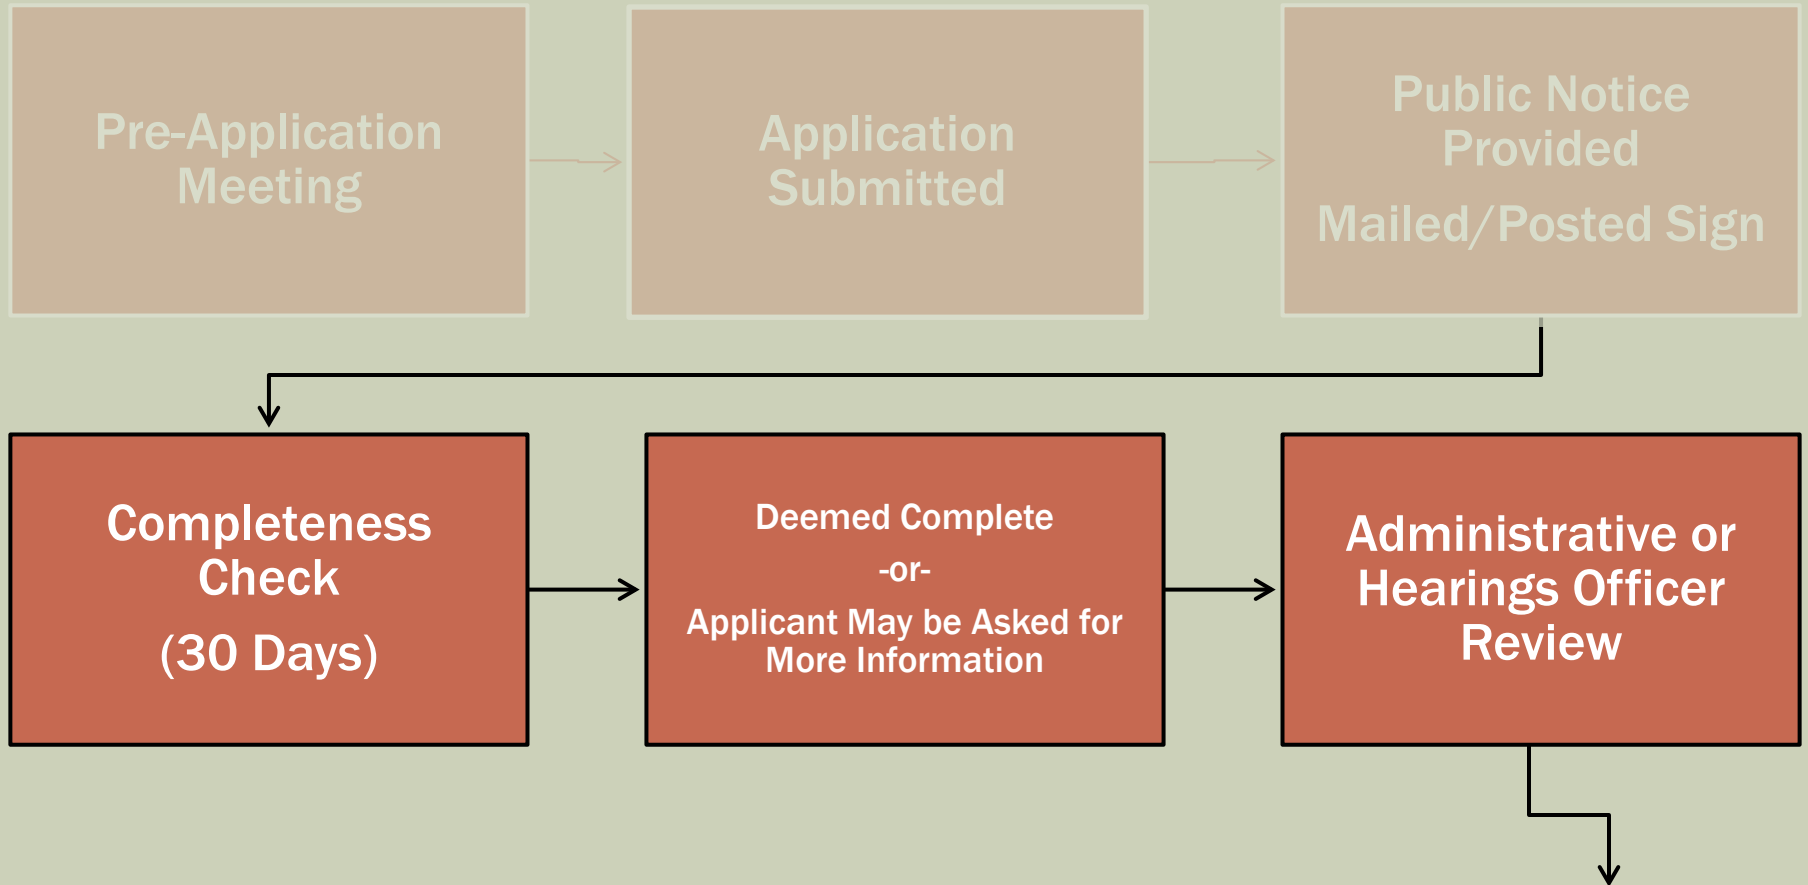 Pre-Application
Meeting
Application
Submitted
Public Notice
Provided
Mailed/Posted Sign
Completeness
Check
(30 Days)
Deemed Complete
-or-
Applicant May be Asked for
More Information
Administrative or
Hearings Officer
Review